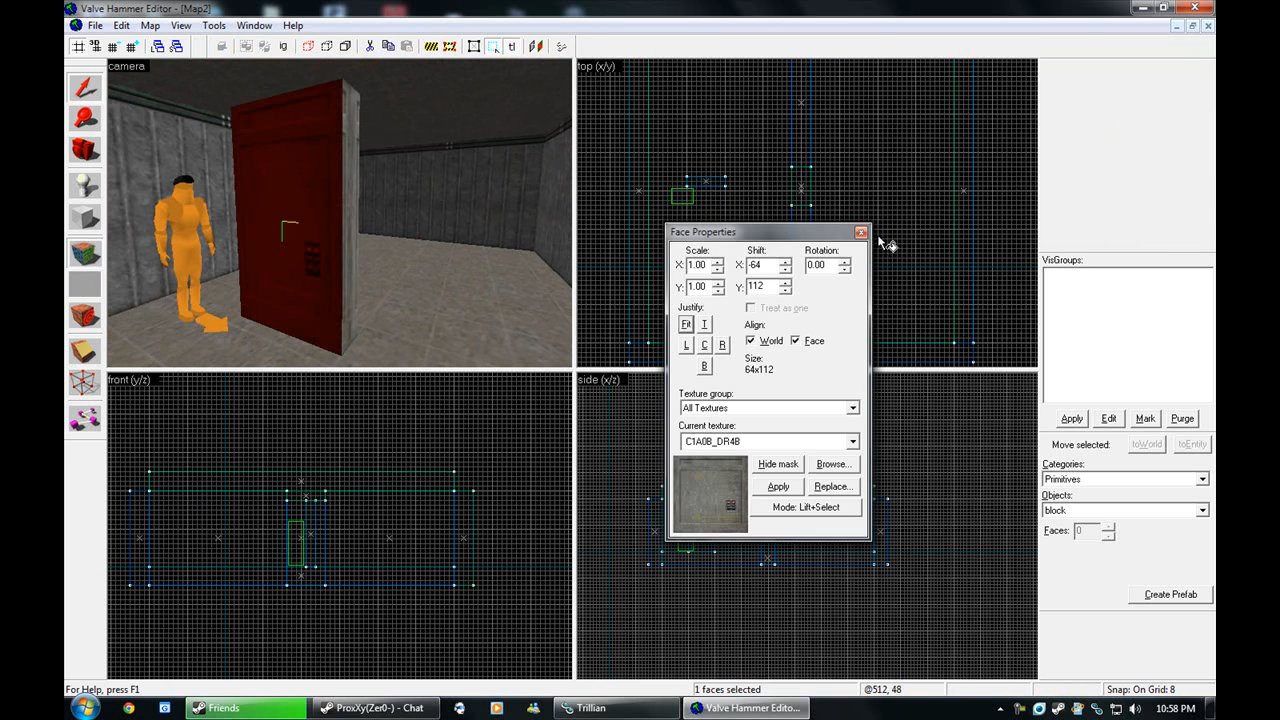 Valve Hammer Editor - [Map2]
File Edit Map View Tools Window Help
camera
top (x/y)
front (y/z)
side (x/z)
Face Properties
Scale: Shift: Rotation:
X: 1.00 X: -64 0.00
Y: 1.00 Y: 112
Justify: Treat as one
Fit T Align:
L C R World Face
B Size:
64x112
Texture group:
All Textures
Current texture:
C1A0B_DR4B
Hide mask Browse...
Apply Replace...
Mode: Lift+Select
VisGroups:
Apply Edit Mark Purge
Move selected: toWorld toEntity
Categories:
Primitives
Objects:
block
Faces: 0
Create Prefab
For Help, press F1 1 faces selected @512, 48 Snap: On Grid: 8
Friends ProxXy(Zer0-) - Chat Trillian Valve Hammer Edito... 10:58 PM